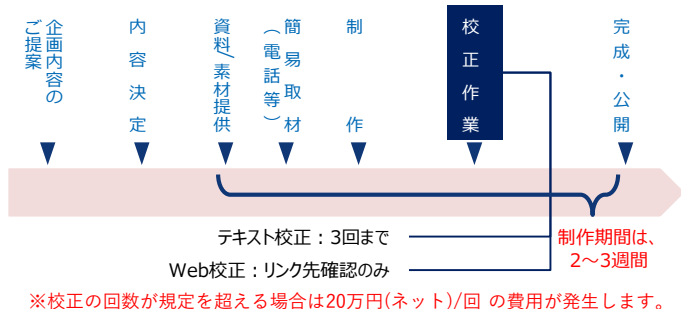 企画内容の
ご提案
内容決定
資料/素材提供
簡易取材
（電話等）
制作
校正作業
完成・公開
テキスト校正：3回まで
Web校正：リンク先確認のみ
制作期間は、
2～3週間
※校正の回数が規定を超える場合は20万円(ネット)/回 の費用が発生します。